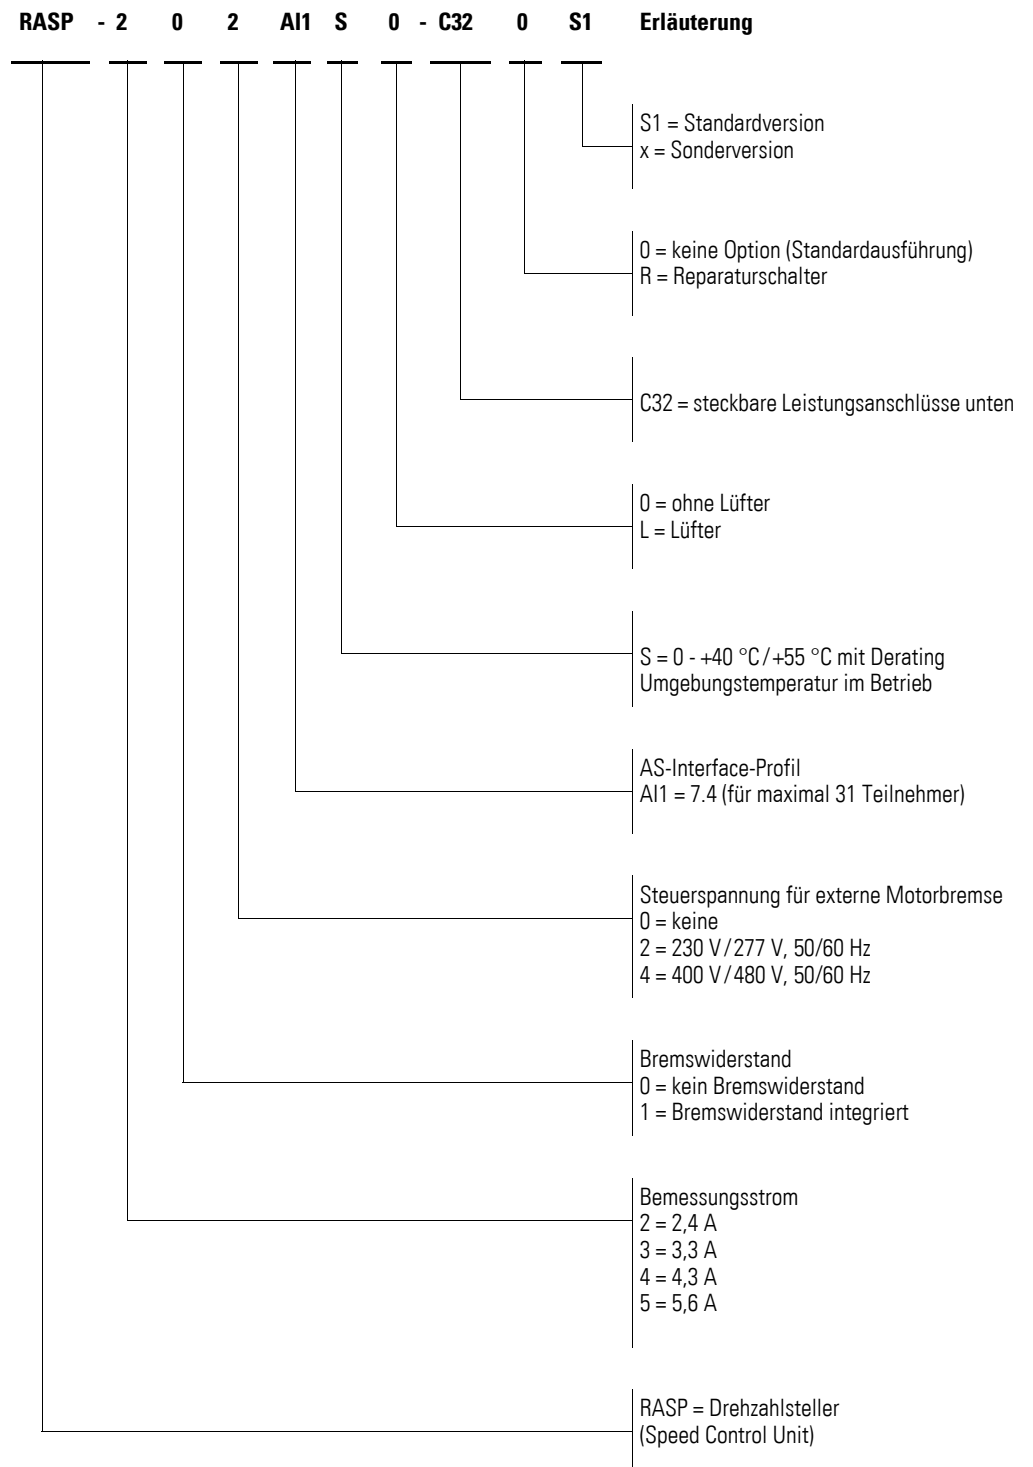 RASP - 2 0 2 AI1 S 0 - C32 0 S1 Erläuterung
S1 = Standardversion
x = Sonderversion
0 = keine Option (Standardausführung)
R = Reparaturschalter
C32 = steckbare Leistungsanschlüsse unten
0 = ohne Lüfter
L = Lüfter
S = 0 - +40 °C/+55 °C mit Derating
Umgebungstemperatur im Betrieb
AS-Interface-Profil
AI1 = 7.4 (für maximal 31 Teilnehmer)
Steuerspannung für externe Motorbremse
0 = keine
2 = 230 V/277 V, 50/60 Hz
4 = 400 V/480 V, 50/60 Hz
Bremswiderstand
0 = kein Bremswiderstand
1 = Bremswiderstand integriert
Bemessungsstrom
2 = 2,4 A
3 = 3,3 A
4 = 4,3 A
5 = 5,6 A
RASP = Drehzahlsteller
(Speed Control Unit)